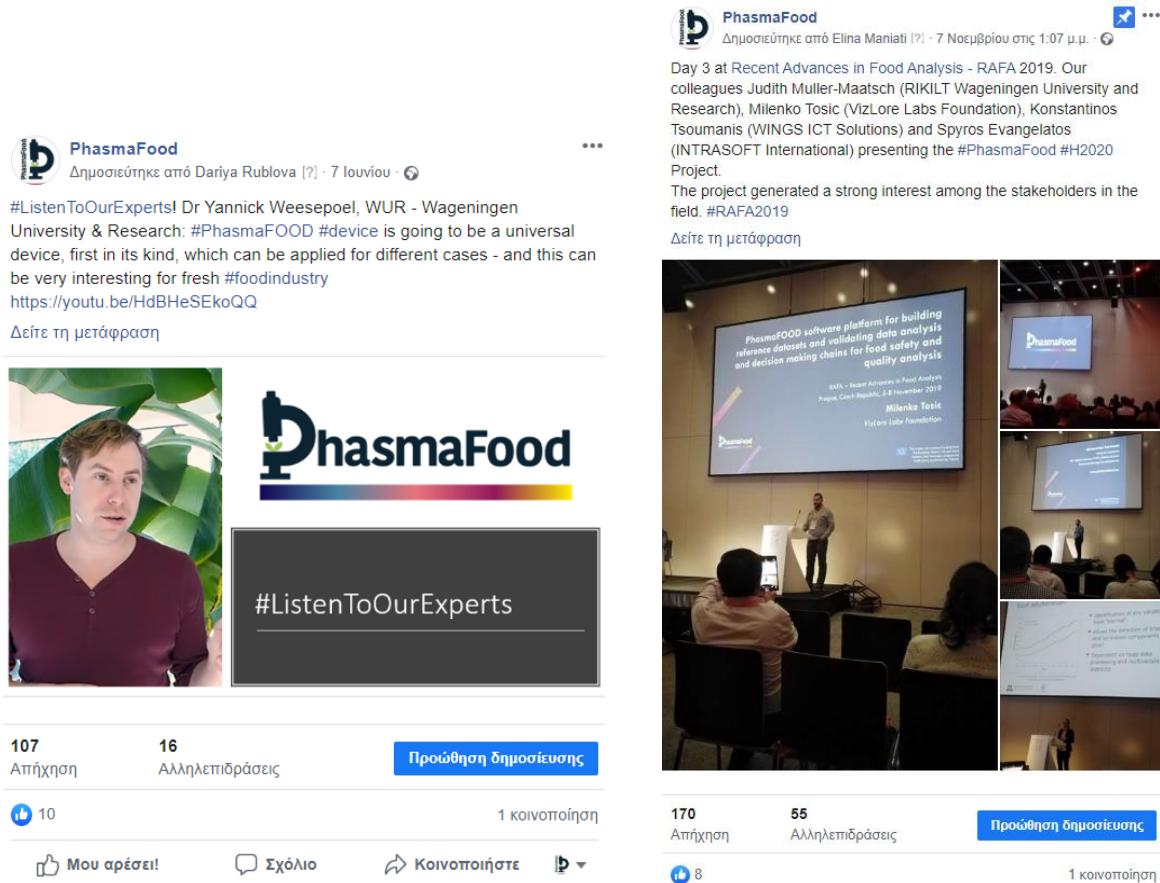 PhasmaFood
Δημοσιεύτηκε από Dariya Rublova [?] · 7 Ιουνίου ·
#ListenToOurExperts! Dr Yannick Weesepoel, WUR - Wageningen
University & Research: #PhasmaFOOD #device is going to be a universal
device, first in its kind, which can be applied for different cases - and this can
be very interesting for fresh #foodindustry
https://youtu.be/HdBHeSEkoQQ
Δείτε τη μετάφραση
PhasmaFood
#ListenToOurExperts
107
Απήχηση
16
Αλληλεπιδράσεις
Προώθηση δημοσίευσης
10
1 κοινοποίηση
Μου αρέσει!
Σχόλιο
Κοινοποιήστε
PhasmaFood
Δημοσιεύτηκε από Elina Maniati [?] · 7 Νοεμβρίου στις 1:07 μ.μ. ·
Day 3 at Recent Advances in Food Analysis - RAFA 2019. Our
colleagues Judith Muller-Maatsch (RIKILT Wageningen University and
Research), Milenko Tosic (VizLore Labs Foundation), Konstantinos
Tsoumanis (WINGS ICT Solutions) and Spyros Evangelatos
(INTRASOFT International) presenting the #PhasmaFood #H2020
Project.
The project generated a strong interest among the stakeholders in the
field. #RAFA2019
Δείτε τη μετάφραση
PhasmaFOOD software platform for building
reference datasets and validating data analysis
and decision making chains for food safety and
quality analysis
RAFA – Recent Advances in Food Analysis
Prague, Czech Republic, 5-8 November 2019
Milenko Tosic
VizLore Labs Foundation
PhasmaFood
PhasmaFood
170
Απήχηση
55
Αλληλεπιδράσεις
Προώθηση δημοσίευσης
8
1 κοινοποίηση